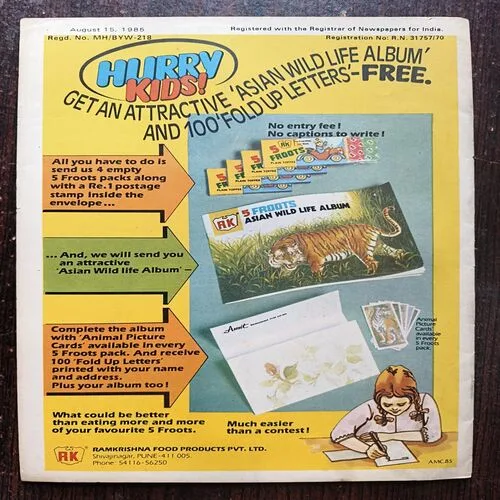 August 15, 1985
Registered with the Registrar of Newspapers for India.
Regd. No. MH/BYW-218
Registration No: R.N. 31757/70
HURRY
KIDS!
GET AN ATTRACTIVE 'ASIAN WILD LIFE ALBUM'
AND 100 'FOLD UP LETTERS'-FREE.
No entry fee!
No captions to write!
All you have to do is
send us 4 empty
5 Froots packs along
with a Re. 1 postage
stamp inside the
envelope...
RK
5
FROOTS
5 FROOTS
ASIAN WILD LIFE ALBUM
RK
...And, we will send you
an attractive
'Asian Wild life Album' –
Amit
Complete the album
with 'Animal Picture
Cards' available in every
5 Froots pack. And receive
100 'Fold Up Letters'
printed with your name
and address.
Plus your album too!
Animal
Picture
Cards
available
in every
5 Froots
pack.
What could be better
than eating more and more
of your favourite 5 Froots.
Much easier
than a contest!
RK
RAMKRISHNA FOOD PRODUCTS PVT. LTD.
Shivajinagar, PUNE-411 005.
Phone: 54116-56250
AMC.85